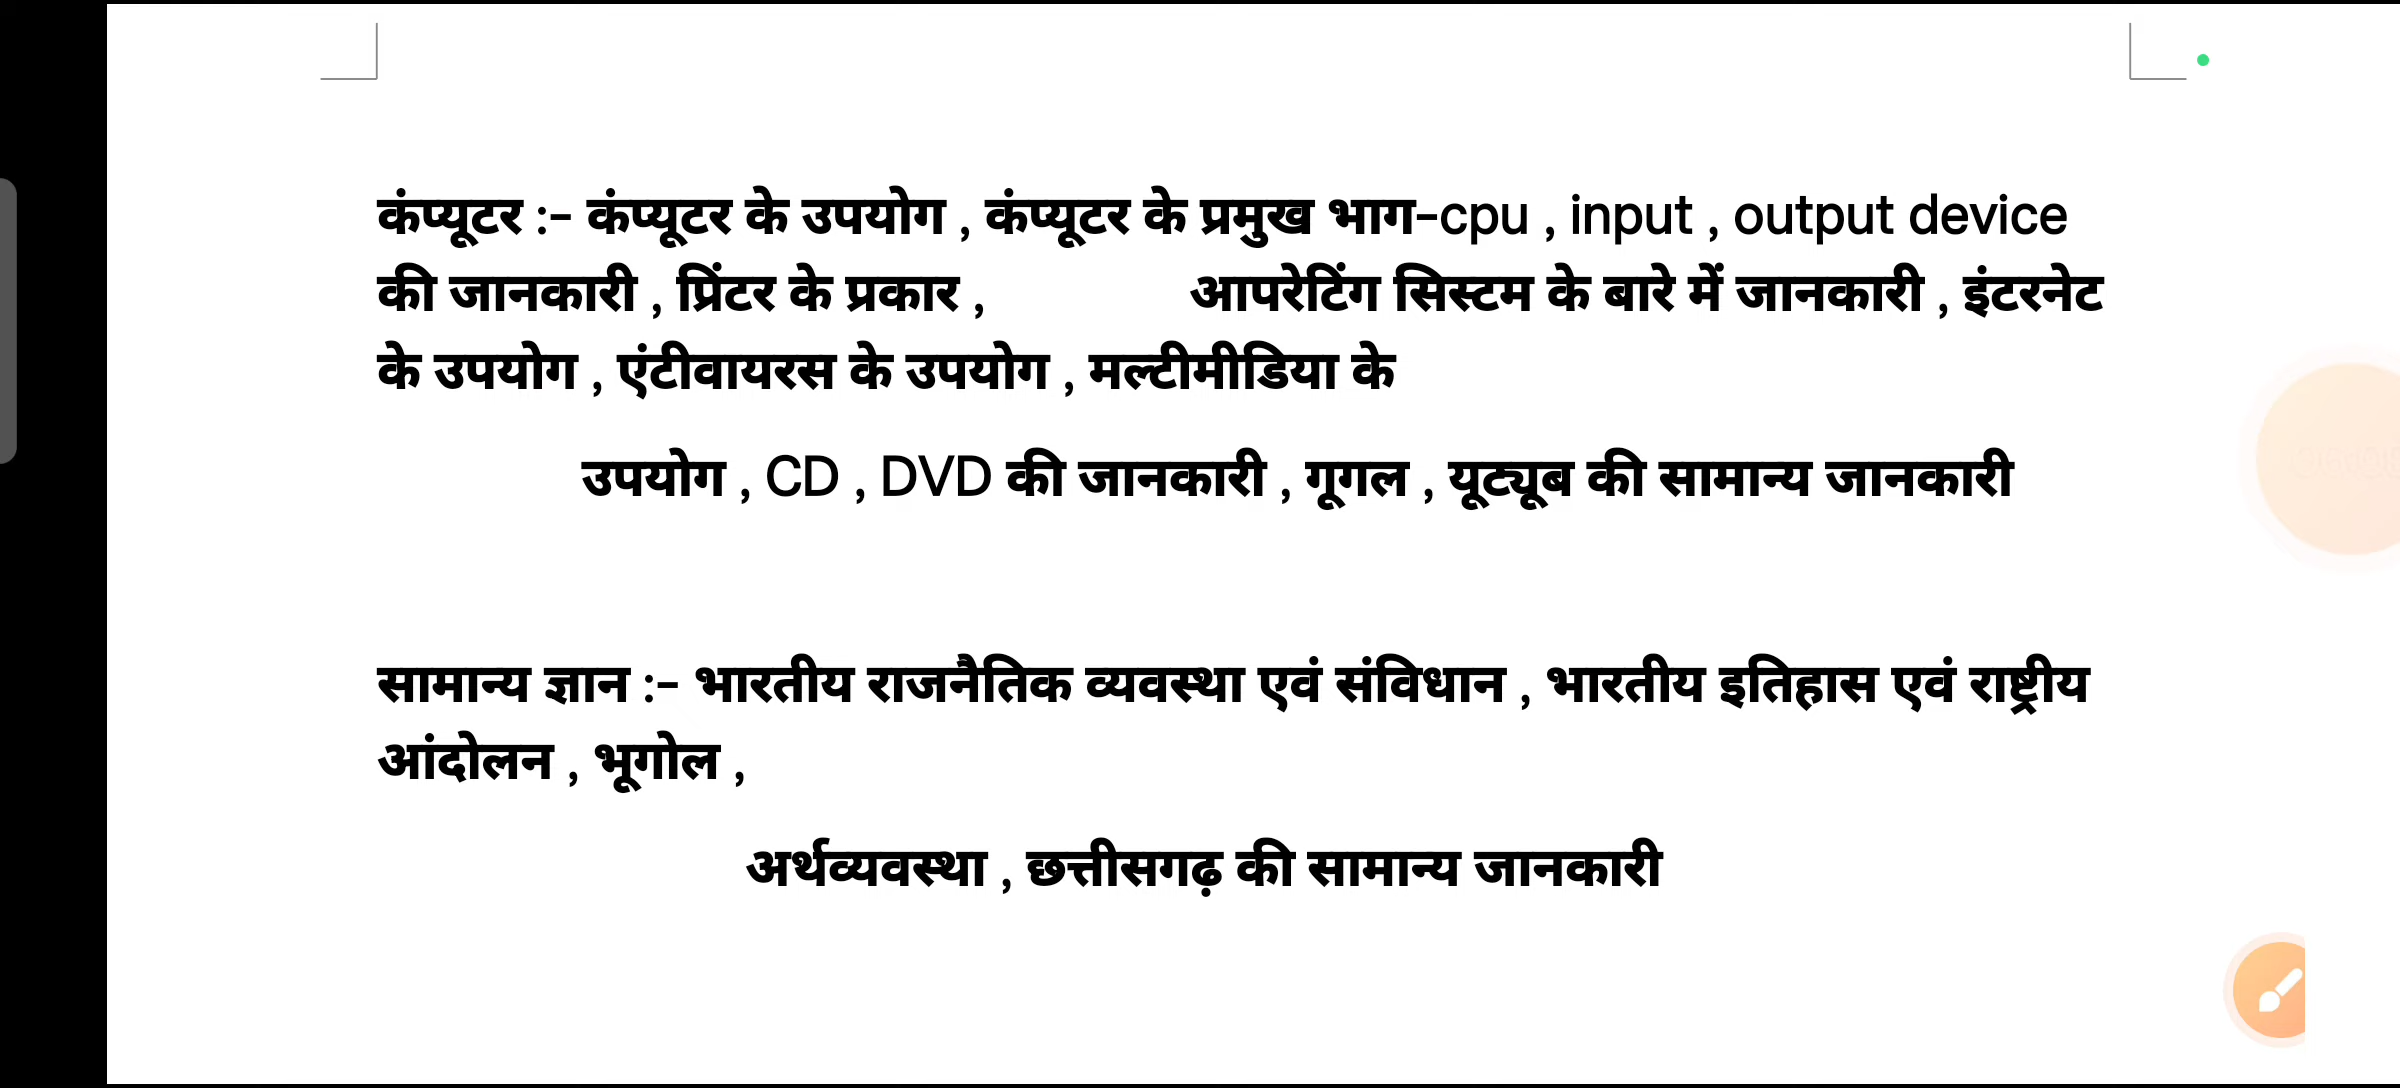 कंप्यूटर :- कंप्यूटर के उपयोग , कंप्यूटर के प्रमुख भाग-cpu , input , output device
की जानकारी , प्रिंटर के प्रकार , आपरेटिंग सिस्टम के बारे में जानकारी , इंटरनेट
के उपयोग , एंटीवायरस के उपयोग , मल्टीमीडिया के
उपयोग , CD , DVD की जानकारी , गूगल , यूट्यूब की सामान्य जानकारी
सामान्य ज्ञान :- भारतीय राजनैतिक व्यवस्था एवं संविधान , भारतीय इतिहास एवं राष्ट्रीय
आंदोलन , भूगोल ,
अर्थव्यवस्था , छत्तीसगढ़ की सामान्य जानकारी